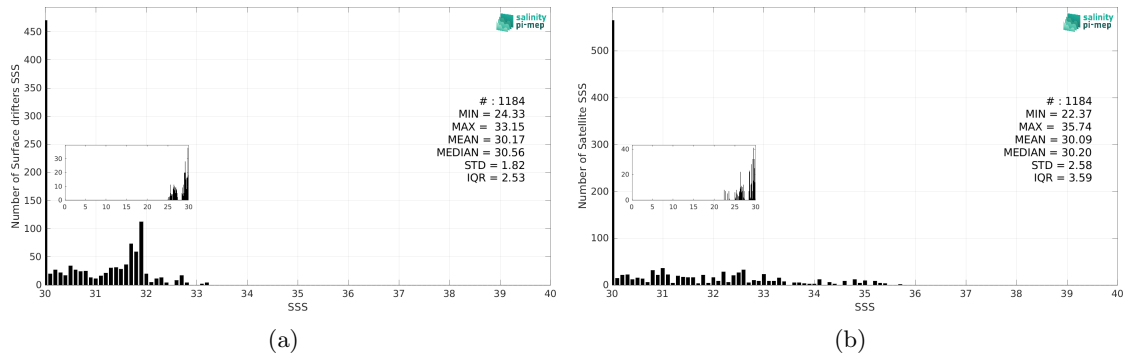 salinity
pi-mep
Number of Surface drifters SSS
450
400
350
300
250
200
150
100
50
0
# : 1184
MIN = 24.33
MAX = 33.15
MEAN = 30.17
MEDIAN = 30.56
STD = 1.82
IQR = 2.53
30
20
10
0
0 5 10 15 20 25 30
30 31 32 33 34 35 36 37 38 39 40
SSS
(a)
salinity
pi-mep
Number of Satellite SSS
500
400
300
200
100
0
# : 1184
MIN = 22.37
MAX = 35.74
MEAN = 30.09
MEDIAN = 30.20
STD = 2.58
IQR = 3.59
40
20
0
0 5 10 15 20 25 30
30 31 32 33 34 35 36 37 38 39 40
SSS
(b)